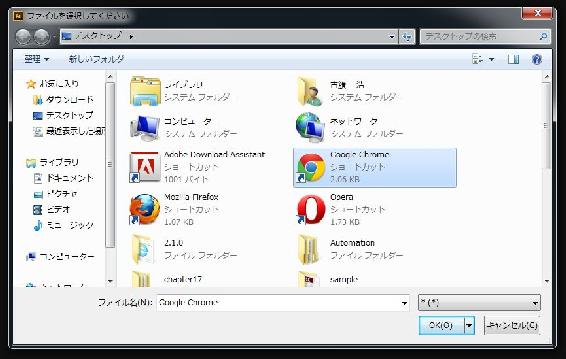 ファイルを選択してください
デスクトップ
デスクトップの検索
整理
新しいフォルダ
お気に入り
ダウンロード
デスクトップ
最近表示した場所
ライブラリ
ドキュメント
ピクチャ
ビデオ
ミュージック
コンピューター
ライブラリ
システム フォルダ
システム フォルダー
コンピュータ
システム フォルダー
ネットワーク
システム フォルダー
Adobe Download Assistant
ショートカット
1001 バイト
Google Chrome
ショートカット
2.06 KB
Mozilla Firefox
ショートカット
1.07 KB
Opera
ショートカット
1.73 KB
2.1.0
ファイル フォルダー
Automation
ファイル フォルダー
chapter17
sample
ファイル名(N):
Google Chrome
* (*)
OK(O)
キャンセル(C)